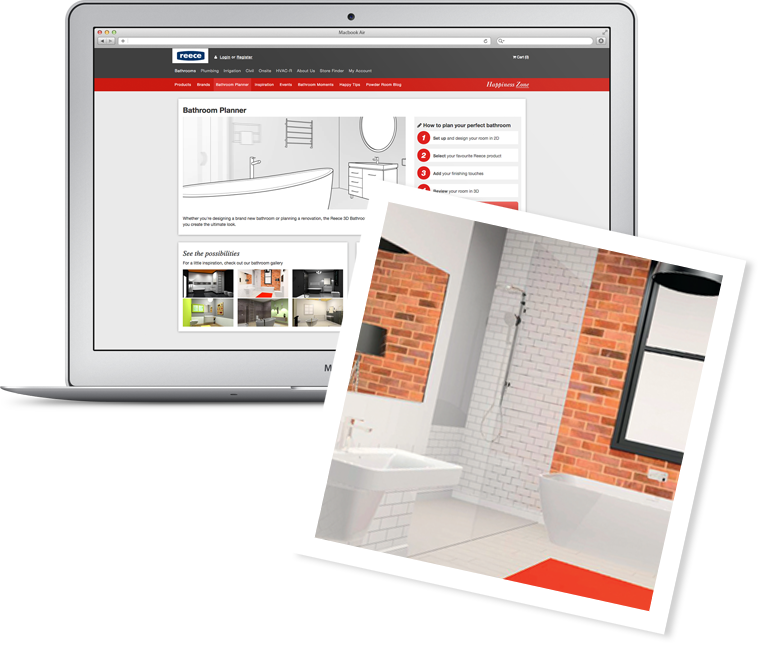 Macbook Air
reece
Login or Register
Cart (0)
Bathrooms Plumbing Irrigation Civil Onsite HVAC-R About Us Store Finder My Account
Products Brands Bathroom Planner Inspiration Events Bathroom Moments Happy Tips Powder Room Blog
Happiness Zone
Bathroom Planner
How to plan your perfect bathroom
1 Set up and design your room in 2D
2 Select your favourite Reece product
3 Add your finishing touches
Review your room in 3D
Whether you're designing a brand new bathroom or planning a renovation, the Reece 3D Bathroo
you create the ultimate look.
See the possibilities
For a little inspiration, check out our bathroom gallery
M